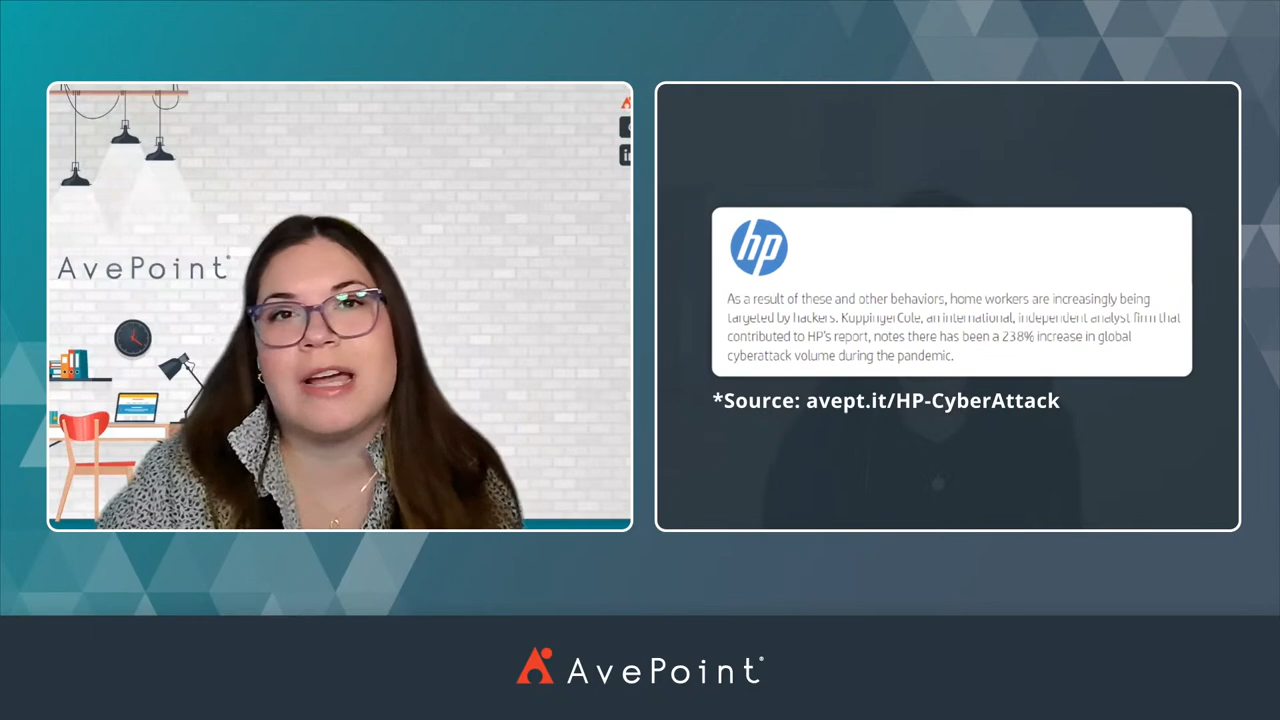 AvePoint
hp
As a result of these and other behaviors, home workers are increasingly being
targeted by hackers. KuppingerCole, an international, independent analyst firm that
contributed to HP's report, notes there has been a 238% increase in global
cyberattack volume during the pandemic.
*Source: avept.it/HP-CyberAttack
AvePoint